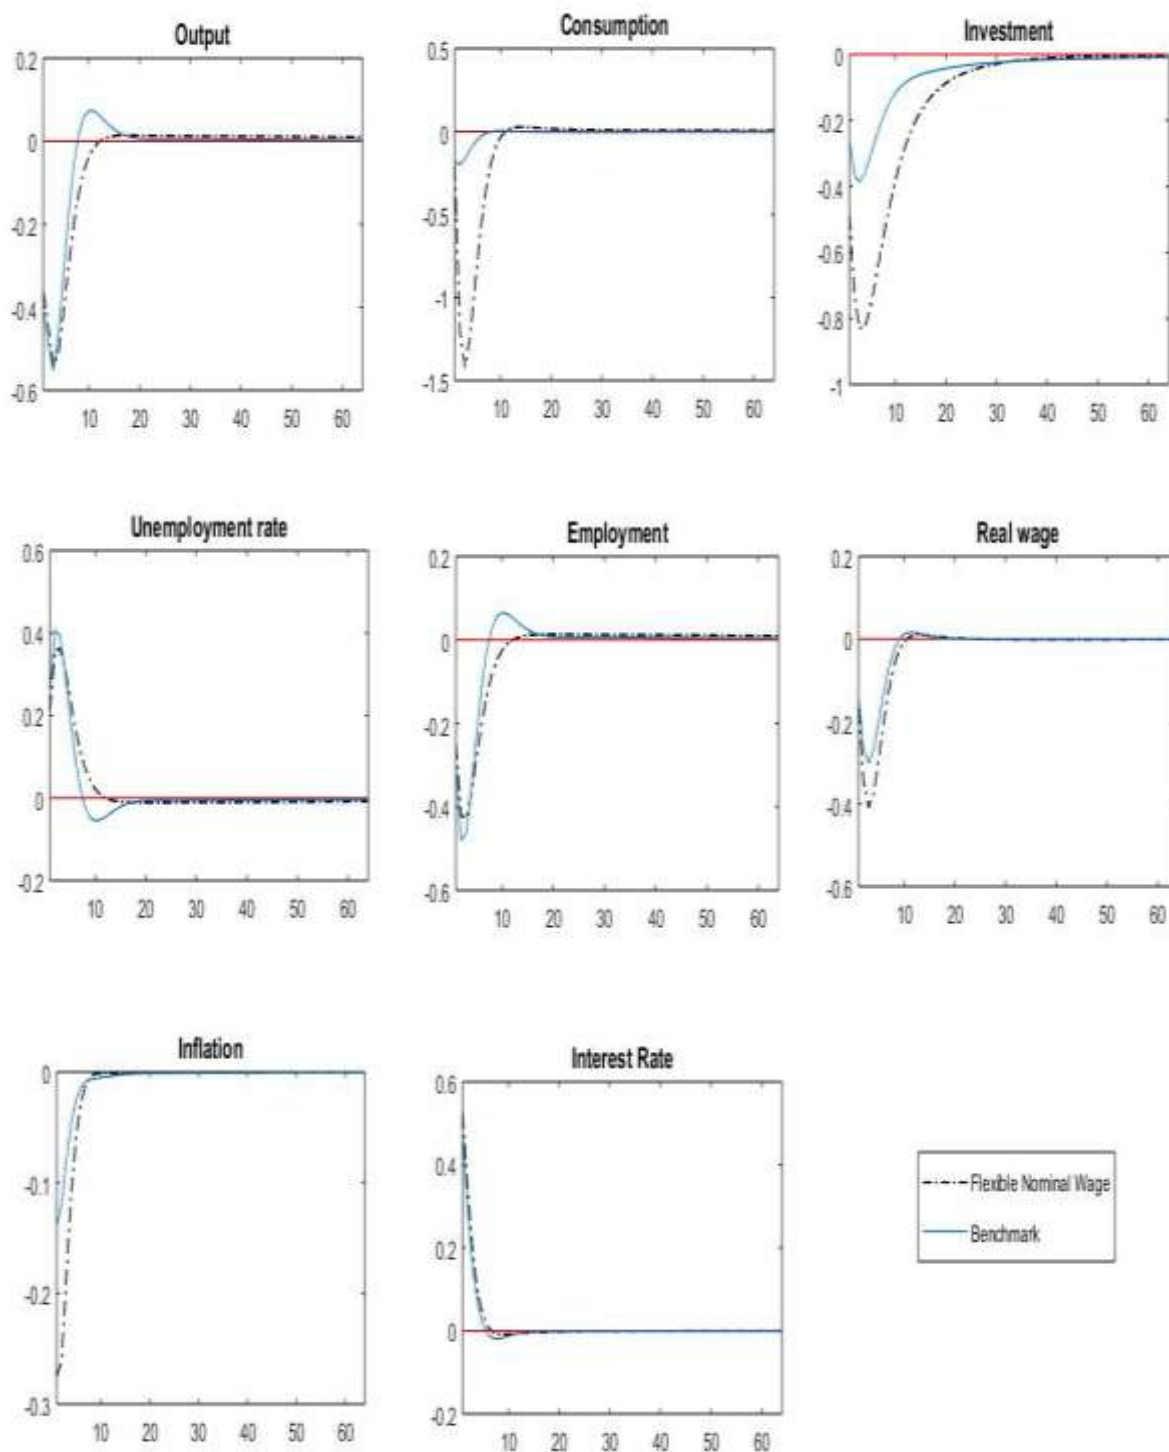 Output
0.2
0
-0.2
-0.4
-0.6
10 20 30 40 50 60
Consumption
0.5
0
-0.5
-1
-1.5
10 20 30 40 50 60
Investment
0
-0.2
-0.4
-0.6
-0.8
-1
10 20 30 40 50 60
Unemployment rate
0.6
0.4
0.2
0
-0.2
10 20 30 40 50 60
Employment
0.2
0
-0.2
-0.4
-0.6
10 20 30 40 50 60
Real wage
0.2
0
-0.2
-0.4
-0.6
10 20 30 40 50 60
Inflation
0
-0.1
-0.2
-0.3
10 20 30 40 50 60
Interest Rate
0.6
0.4
0.2
0
-0.2
10 20 30 40 50 60
Flexible Nominal Wage
Benchmark